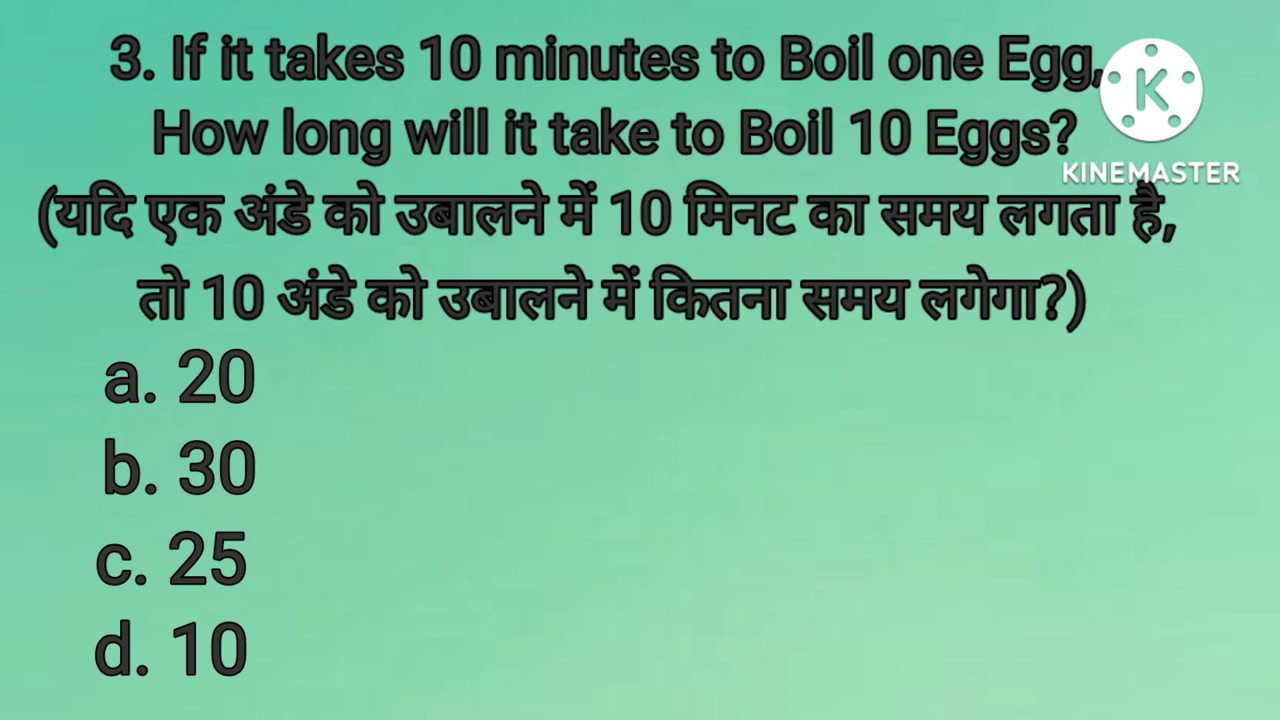 3. If it takes 10 minutes to Boil one Egg,
How long will it take to Boil 10 Eggs?
(यदि एक अंडे को उबालने में 10 मिनट का समय लगता है,
तो 10 अंडे को उबालने में कितना समय लगेगा?)
a. 20
b. 30
c. 25
d. 10
K
KINEMASTER